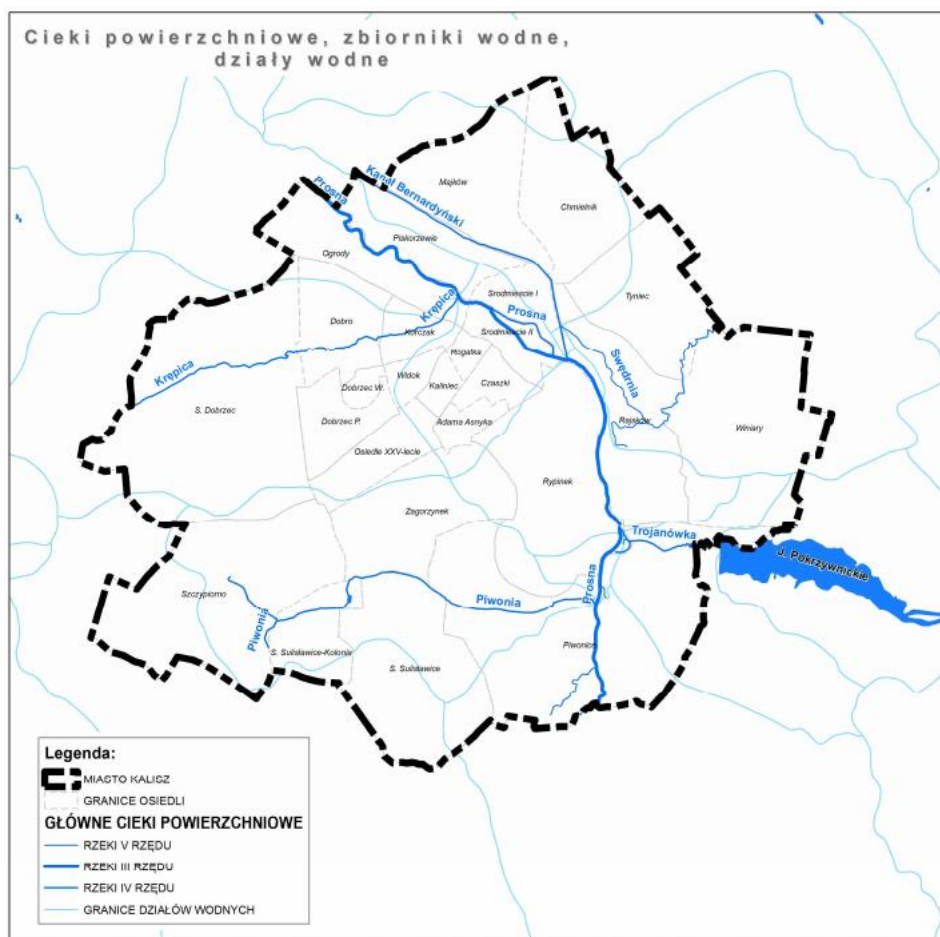 Cieki powierzchniowe, zbiorniki wodne,
działy wodne
Prosna
Kanał Bernardyński
Majków
Chmielnik
Piskorzewie
Ogrody
Śródmieście I
Tyniec
Krępica
Prosna
Dobro
Korczak
Śródmieście II
Rogatka
Swędrnia
Krępica
Widok
Dobrzec W.
Kaliniec
Czaszki
S. Dobrzec
Dobrzec P.
Adama Asnyka
Rajsków
Winiary
Osiedle XXV-lecie
Rypinek
Zagorzynek
Trojanówka
J. Pokrzywnickie
Szczypiorno
Piwonia
Prosna
Piwonia
S. Sulisławice-Kolonia
S. Sulisławice
Piwonice
Legenda:
MIASTO KALISZ
GRANICE OSIEDLI
GŁÓWNE CIEKI POWIERZCHNIOWE
RZEKI V RZĘDU
RZEKI III RZĘDU
RZEKI IV RZĘDU
GRANICE DZIAŁÓW WODNYCH